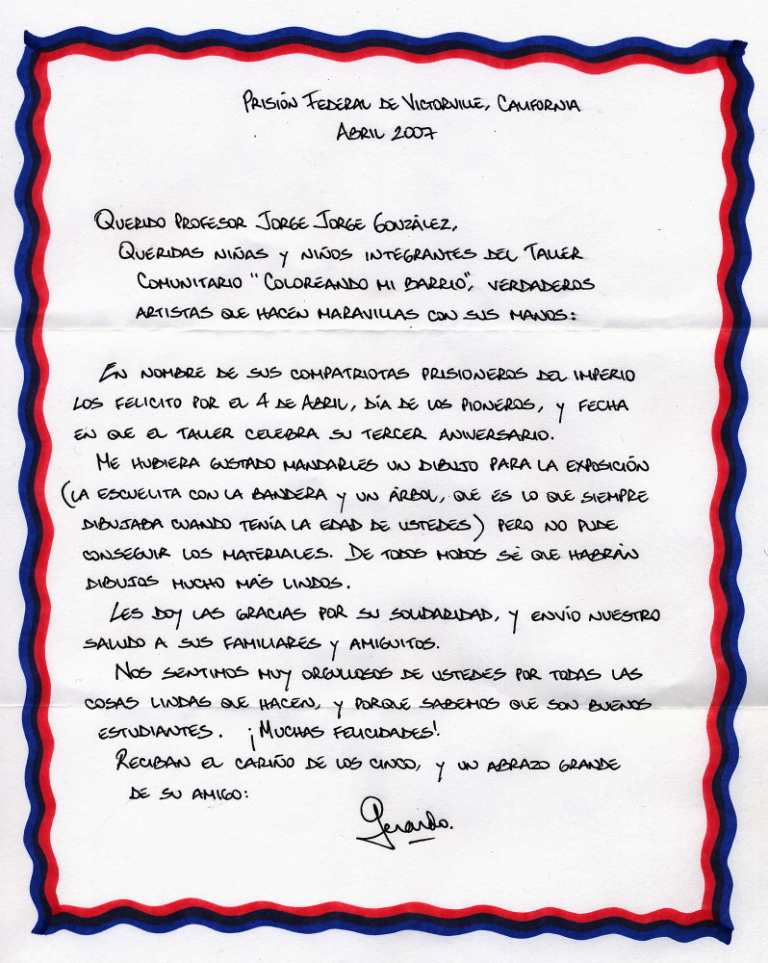 PRISIÓN FEDERAL DE VICTORVILLE, CALIFORNIA
ABRIL 2007
QUERIDO PROFESOR JORGE JORGE GONZÁLEZ,
QUERIDAS NIÑAS Y NIÑOS INTEGRANTES DEL TALLER
COMUNITARIO "COLOREANDO MI BARRIO", VERDADEROS
ARTISTAS QUE HACEN MARAVILLAS CON SUS MANOS:
EN NOMBRE DE SUS COMPATRIOTAS PRISIONEROS DEL IMPERIO
LOS FELICITO POR EL 4 DE ABRIL, DÍA DE LOS PIONEROS, Y FECHA
EN QUE EL TALLER CELEBRA SU TERCER ANIVERSARIO.
ME HUBIERA GUSTADO MANDARLES UN DIBUJO PARA LA EXPOSICIÓN
(LA ESCUELITA CON LA BANDERA Y UN ÁRBOL, QUE ES LO QUE SIEMPRE
DIBUJABA CUANDO TENÍA LA EDAD DE USTEDES) PERO NO PUDE
CONSEGUIR LOS MATERIALES. DE TODOS MODOS SÉ QUE HABRÁN
DIBUJOS MUCHO MÁS LINDOS.
LES DOY LAS GRACIAS POR SU SOLIDARIDAD, Y ENVÍO NUESTRO
SALUDO A SUS FAMILIARES Y AMIGUITOS.
NOS SENTIMOS MUY ORGULLOSOS DE USTEDES POR TODAS LAS
COSAS LINDAS QUE HACEN, Y PORQUE SABEMOS QUE SON BUENOS
ESTUDIANTES. ¡MUCHAS FELICIDADES!
RECIBAN EL CARIÑO DE LOS CINCO, Y UN ABRAZO GRANDE
DE SU AMIGO:
Gerardo.